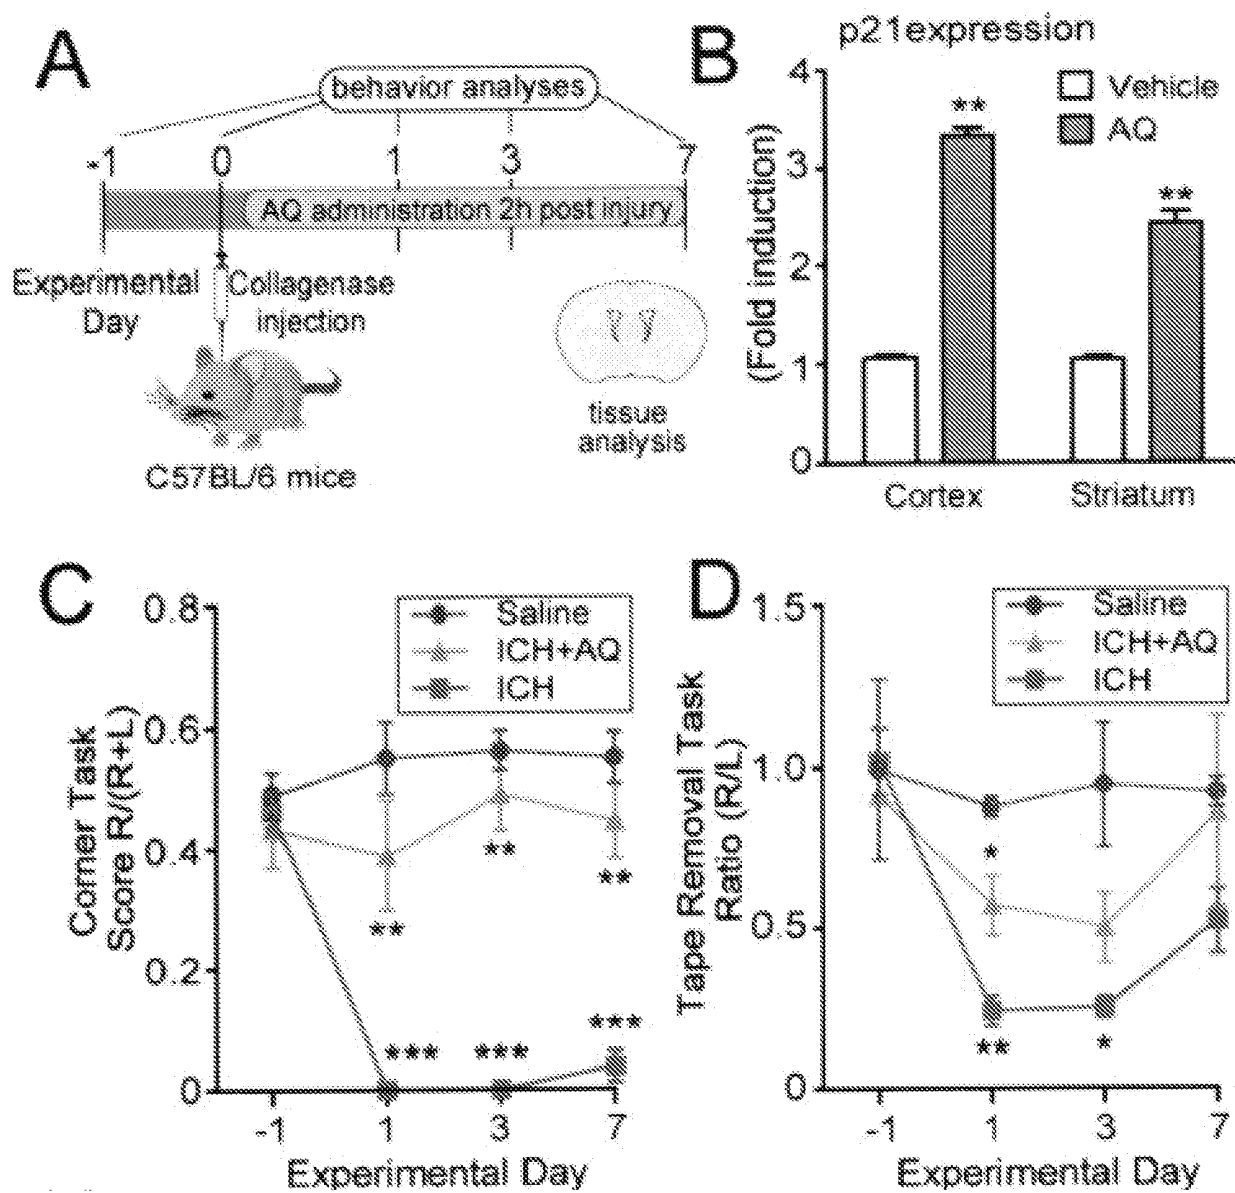 A
behavior analyses
-1 0 1 3 7
AQ administration 2h post injury
Experimental
Day
Collagenase
injection
C57BL/6 mice
tissue
analysis
B
p21expression
Vehicle
AQ
(Fold induction)
4
3
2
1
0
**
**
Cortex Striatum
C
Saline
ICH+AQ
ICH
Corner Task
Score R/(R+L)
0.8
0.6
0.4
0.2
0
**
**
**
***
***
***
-1 1 3 7
Experimental Day
D
Saline
ICH+AQ
ICH
Tape Removal Task
Ratio (R/L)
1.5
1.0
0.5
0
*
**
*
-1 1 3 7
Experimental Day